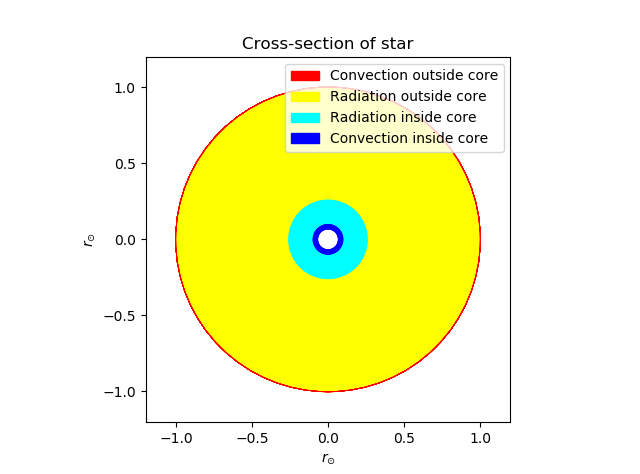 Cross-section of star
Convection outside core
Radiation outside core
Radiation inside core
Convection inside core
1.0
0.5
0.0
−0.5
−1.0
r⊙
−1.0 −0.5 0.0 0.5 1.0
r⊙